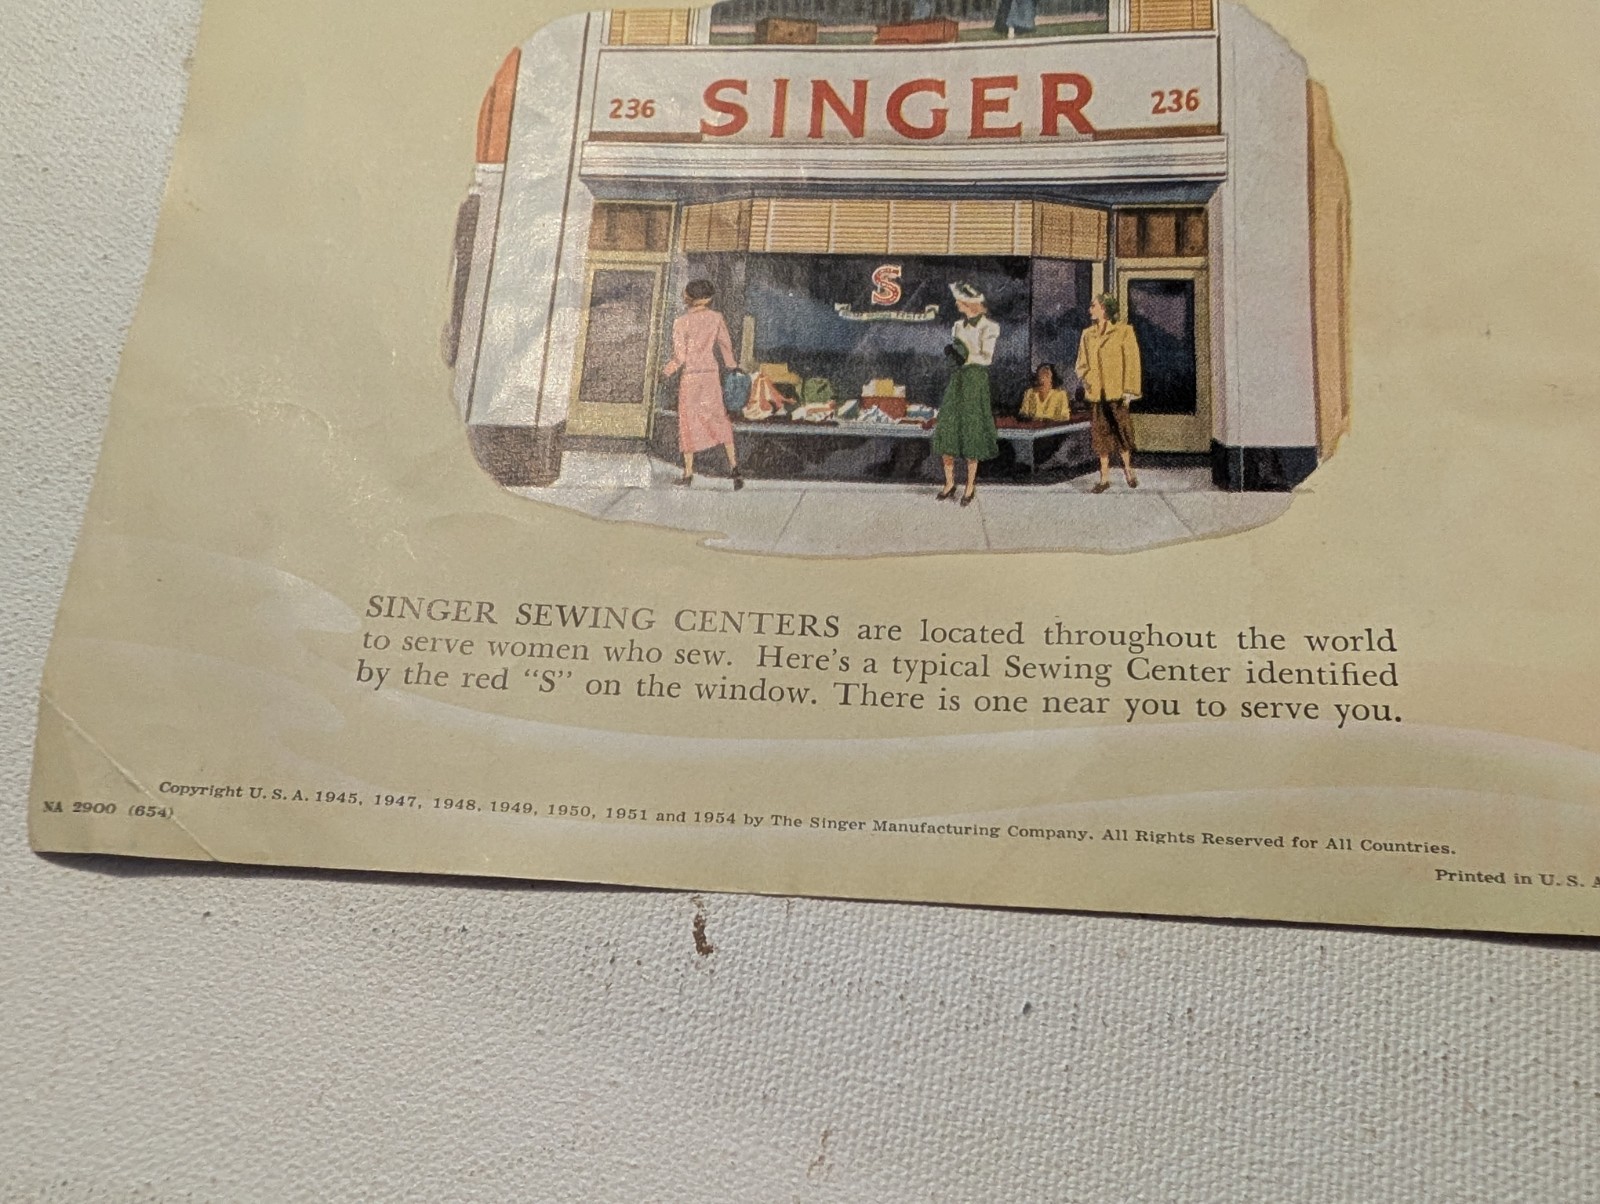 236 SINGER 236
S
SINGER SEWING CENTERS are located throughout the world
to serve women who sew. Here's a typical Sewing Center identified
by the red "S" on the window. There is one near you to serve you.
Copyright U. S. A. 1945, 1947, 1948, 1949, 1950, 1951 and 1954 by The Singer Manufacturing Company. All Rights Reserved for All Countries.
NA 2900 (654)
Printed in U. S. A